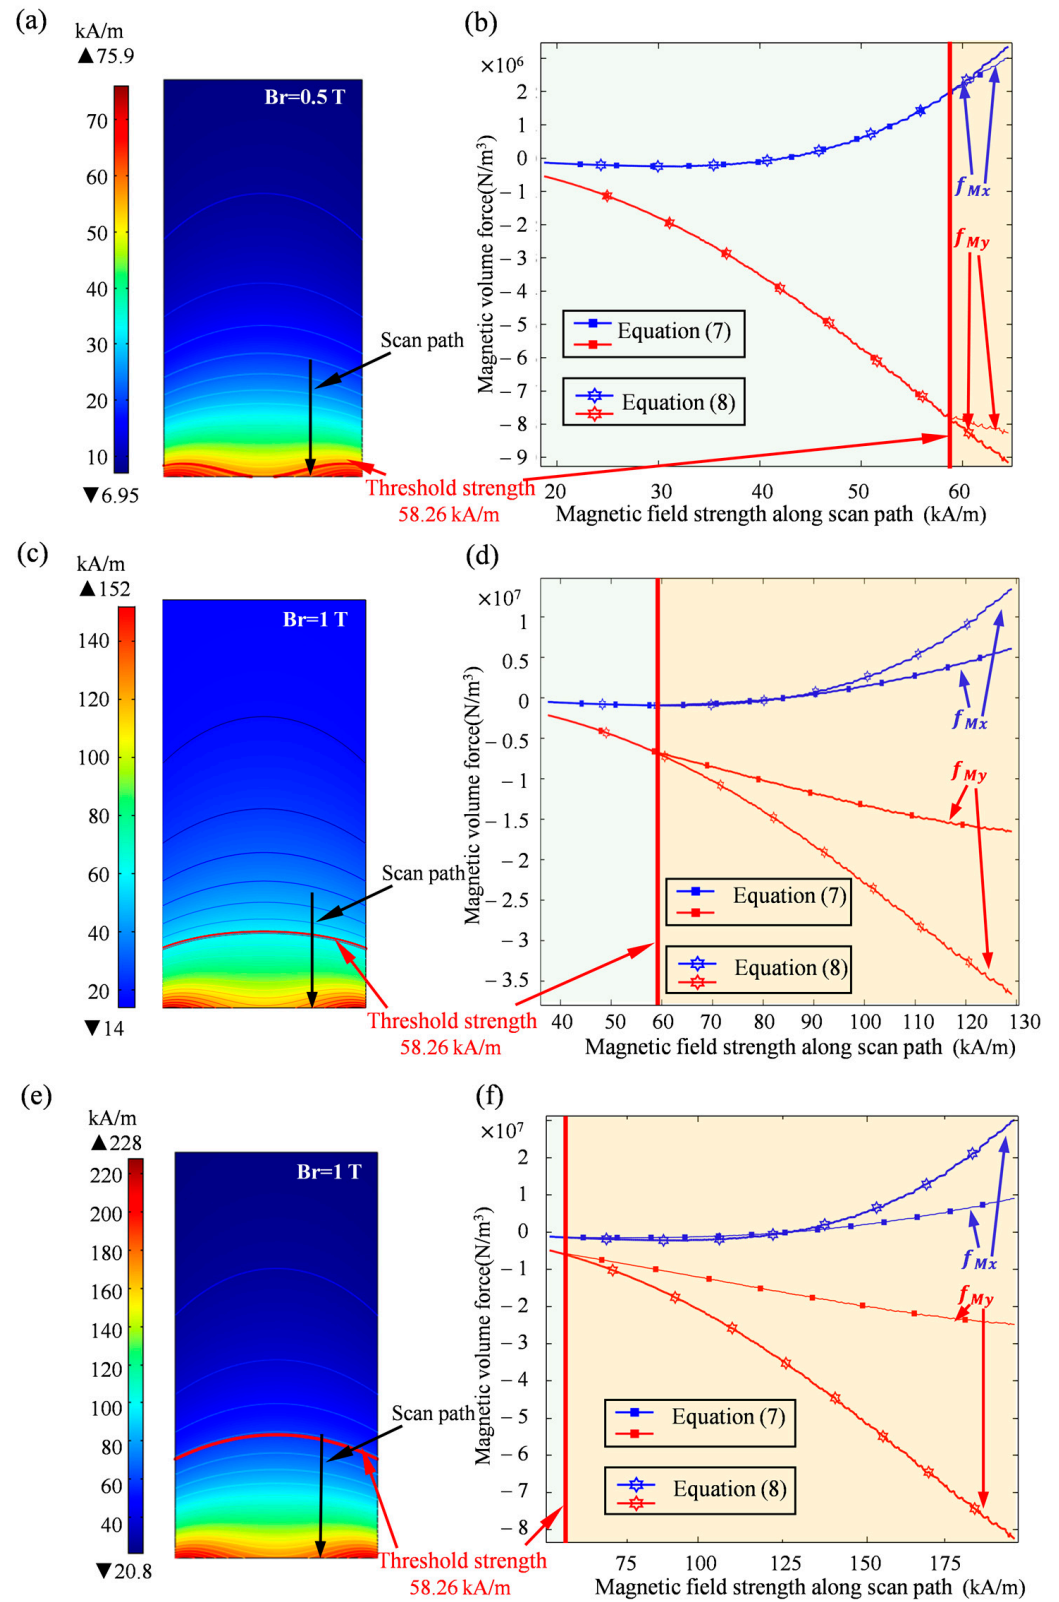 (a)
kA/m
▲75.9
70
60
50
40
30
20
10
▼6.95
Br=0.5 T
Scan path
Threshold strength
58.26 kA/m
(b)
×10⁶
2
1
0
−1
−2
−3
−4
−5
−6
−7
−8
−9
Magnetic volume force(N/m³)
fMx
fMy
Equation (7)
Equation (8)
20 30 40 50 60
Magnetic field strength along scan path (kA/m)
(c)
kA/m
▲152
140
120
100
80
60
40
20
▼14
Br=1 T
Scan path
Threshold strength
58.26 kA/m
(d)
×10⁷
1
0.5
0
−0.5
−1
−1.5
−2
−2.5
−3
−3.5
Magnetic volume force(N/m³)
fMx
fMy
Equation (7)
Equation (8)
40 50 60 70 80 90 100 110 120 130
Magnetic field strength along scan path (kA/m)
(e)
kA/m
▲228
220
200
180
160
140
120
100
80
60
40
▼20.8
Br=1 T
Scan path
Threshold strength
58.26 kA/m
(f)
×10⁷
2
1
0
−1
−2
−3
−4
−5
−6
−7
−8
Magnetic volume force(N/m³)
fMx
fMy
Equation (7)
Equation (8)
75 100 125 150 175
Magnetic field strength along scan path (kA/m)